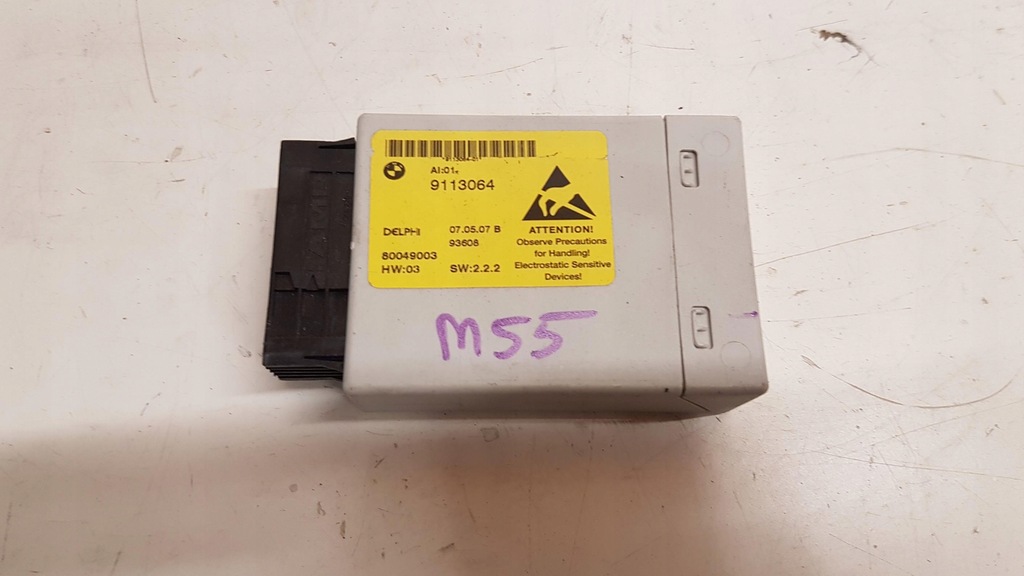 AI:01
9113064
DELPHI 07.05.07 B
93608
80049003
HW:03 SW:2.2.2
ATTENTION!
Observe Precautions
for Handling!
Electrostatic Sensitive
Devices!
M55